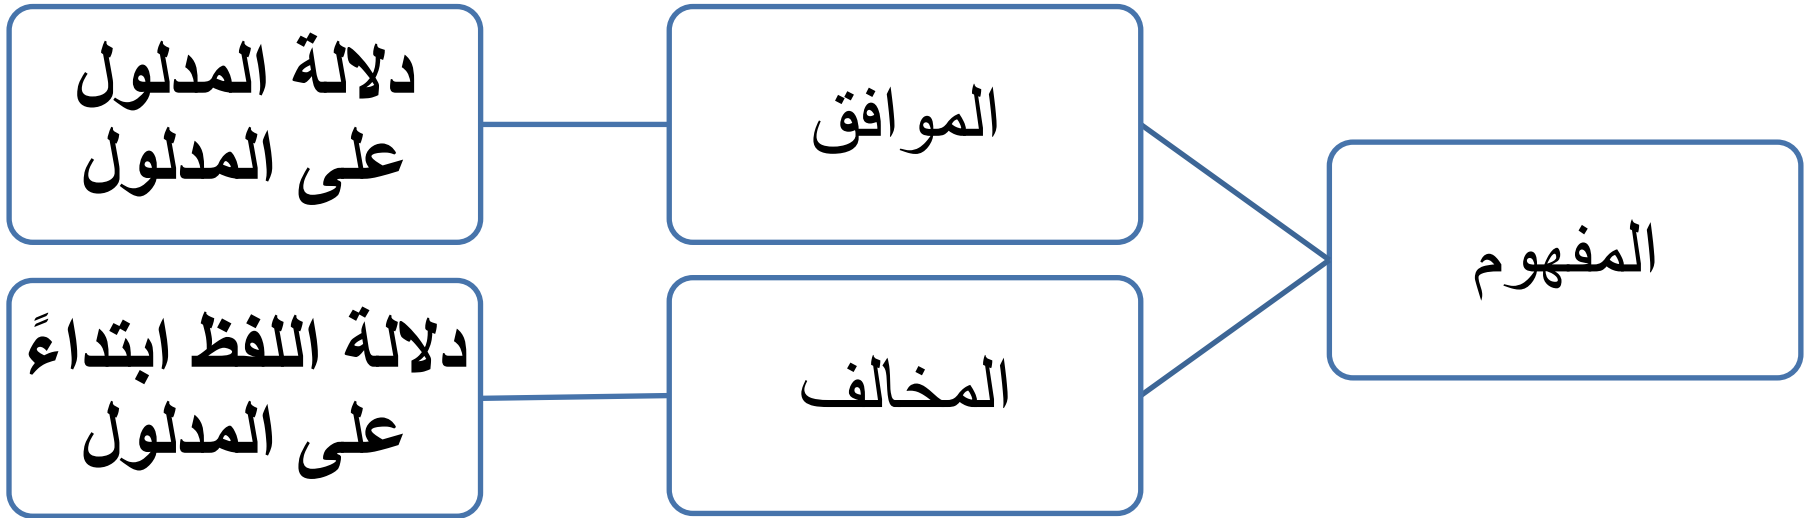 المفهوم
الموافق
دلالة المدلول
على المدلول
المخالف
دلالة اللفظ ابتداءً
على المدلول